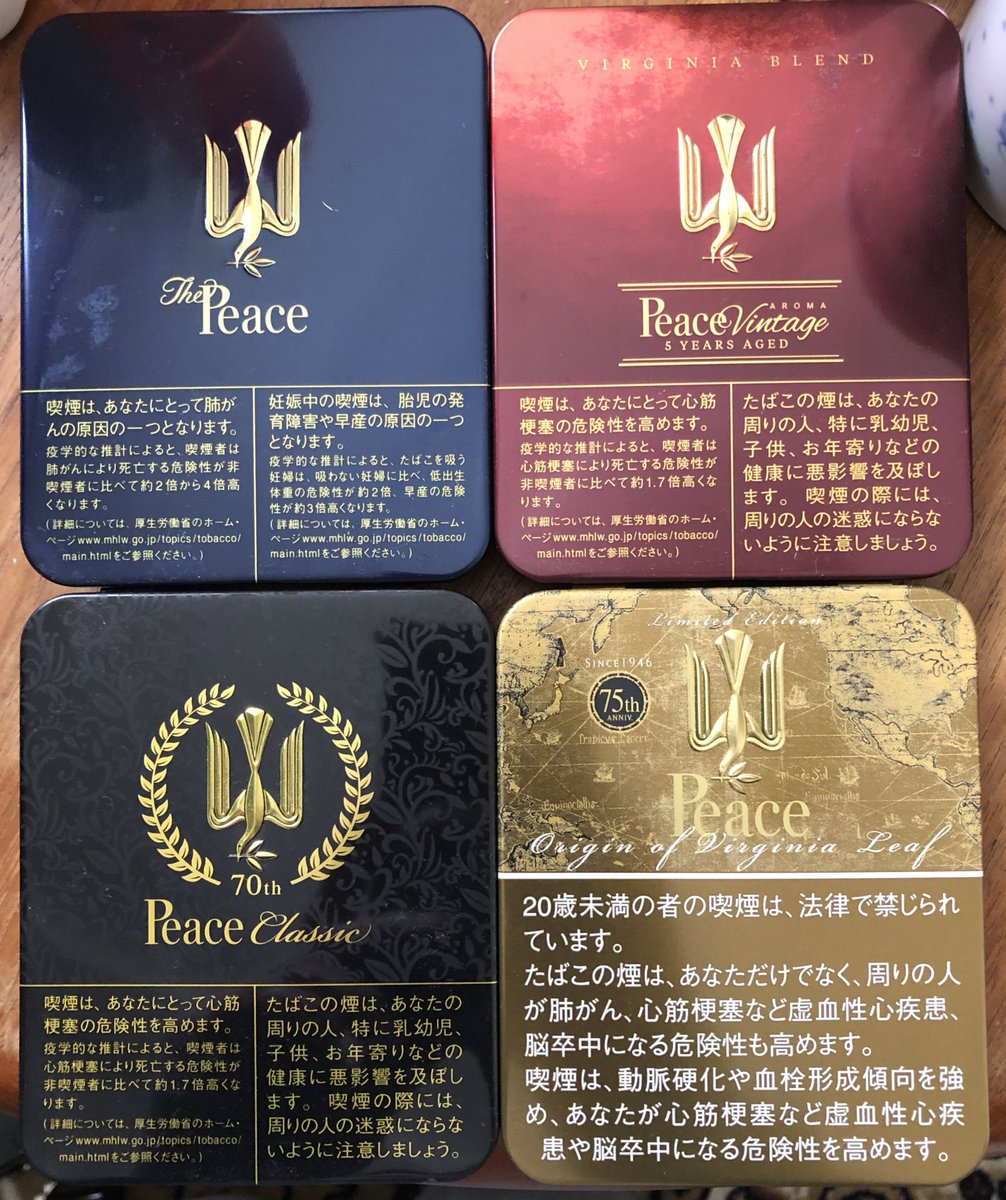 The Peace
喫煙は、あなたにとって肺が
んの原因の一つとなります。
疫学的な推計によると、喫煙者は
肺がんにより死亡する危険性が非
喫煙者に比べて約2倍から4倍高
くなります。
(詳細については、厚生労働省のホーム・
ページwww.mhlw.go.jp/topics/tobacco/
main.htmlをご参照ください。)
妊娠中の喫煙は、胎児の発
育障害や早産の原因の一つ
となります。
疫学的な推計によると、たばこを吸う
妊婦は、吸わない妊婦に比べ、低出生
体重の危険性が約2倍、早産の危険
性が約3倍高くなります。
(詳細については、厚生労働省のホーム・
ページwww.mhlw.go.jp/topics/tobacco/
main.htmlをご参照ください。)
VIRGINIA BLEND
AROMA
Peace Vintage
5 YEARS AGED
喫煙は、あなたにとって心筋
梗塞の危険性を高めます。
疫学的な推計によると、喫煙者は
心筋梗塞により死亡する危険性が
非喫煙者に比べて約1.7倍高くな
ります。
(詳細については、厚生労働省のホーム・
ページwww.mhlw.go.jp/topics/tobacco/
main.htmlをご参照ください。)
たばこの煙は、あなたの
周りの人、特に乳幼児、
子供、お年寄りなどの
健康に悪影響を及ぼし
ます。喫煙の際には、
周りの人の迷惑にならな
いように注意しましょう。
70th
Peace Classic
喫煙は、あなたにとって心筋
梗塞の危険性を高めます。
疫学的な推計によると、喫煙者は
心筋梗塞により死亡する危険性が
非喫煙者に比べて約1.7倍高くな
ります。
(詳細については、厚生労働省のホーム・
ページwww.mhlw.go.jp/topics/tobacco/
main.htmlをご参照ください。)
たばこの煙は、あなたの
周りの人、特に乳幼児、
子供、お年寄りなどの
健康に悪影響を及ぼし
ます。喫煙の際には、
周りの人の迷惑にならな
いように注意しましょう。
Limited Edition
SINCE1946
75th
ANNIV.
Peace
Origin of Virginia Leaf
20歳未満の者の喫煙は、法律で禁じられ
ています。
たばこの煙は、あなただけでなく、周りの人
が肺がん、心筋梗塞など虚血性心疾患、
脳卒中になる危険性も高めます。
喫煙は、動脈硬化や血栓形成傾向を強
め、あなたが心筋梗塞など虚血性心疾
患や脳卒中になる危険性を高めます。